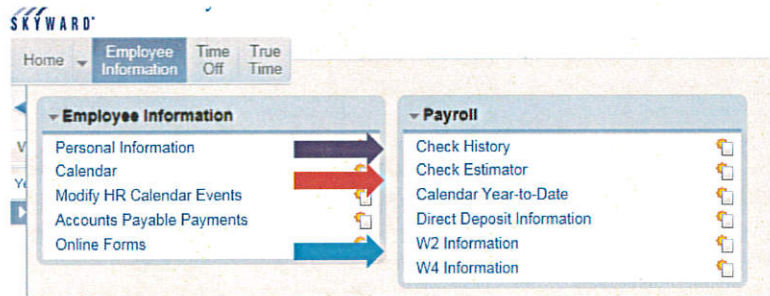 SKYWARD
Home Employee Information Time Off True Time
Employee Information
Personal Information
Calendar
Modify HR Calendar Events
Accounts Payable Payments
Online Forms
Payroll
Check History
Check Estimator
Calendar Year-to-Date
Direct Deposit Information
W2 Information
W4 Information